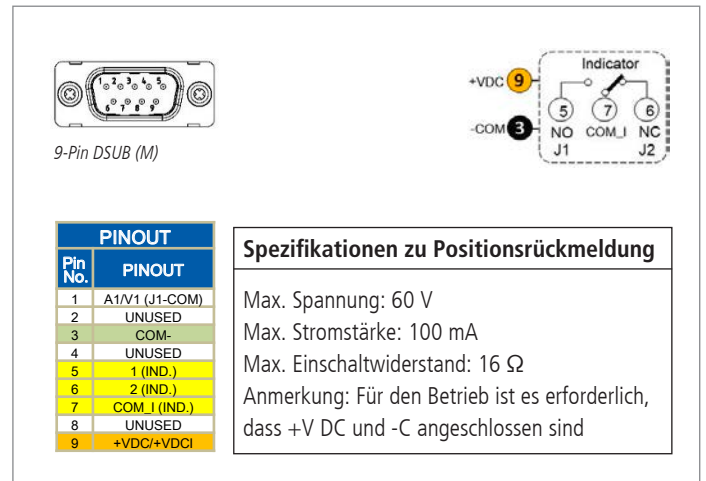 1 2 3 4 5
6 7 8 9
9-Pin DSUB (M)
Indicator
+VDC 9
5 7 6
-COM 3
NO COM_I NC
J1 J2
PINOUT
Pin No. PINOUT
1 A1/V1 (J1-COM)
2 UNUSED
3 COM-
4 UNUSED
5 1 (IND.)
6 2 (IND.)
7 COM_I (IND.)
8 UNUSED
9 +VDC/+VDCI
Spezifikationen zu Positionsrückmeldung
Max. Spannung: 60 V
Max. Stromstärke: 100 mA
Max. Einschaltwiderstand: 16 Ω
Anmerkung: Für den Betrieb ist es erforderlich,
dass +V DC und -C angeschlossen sind